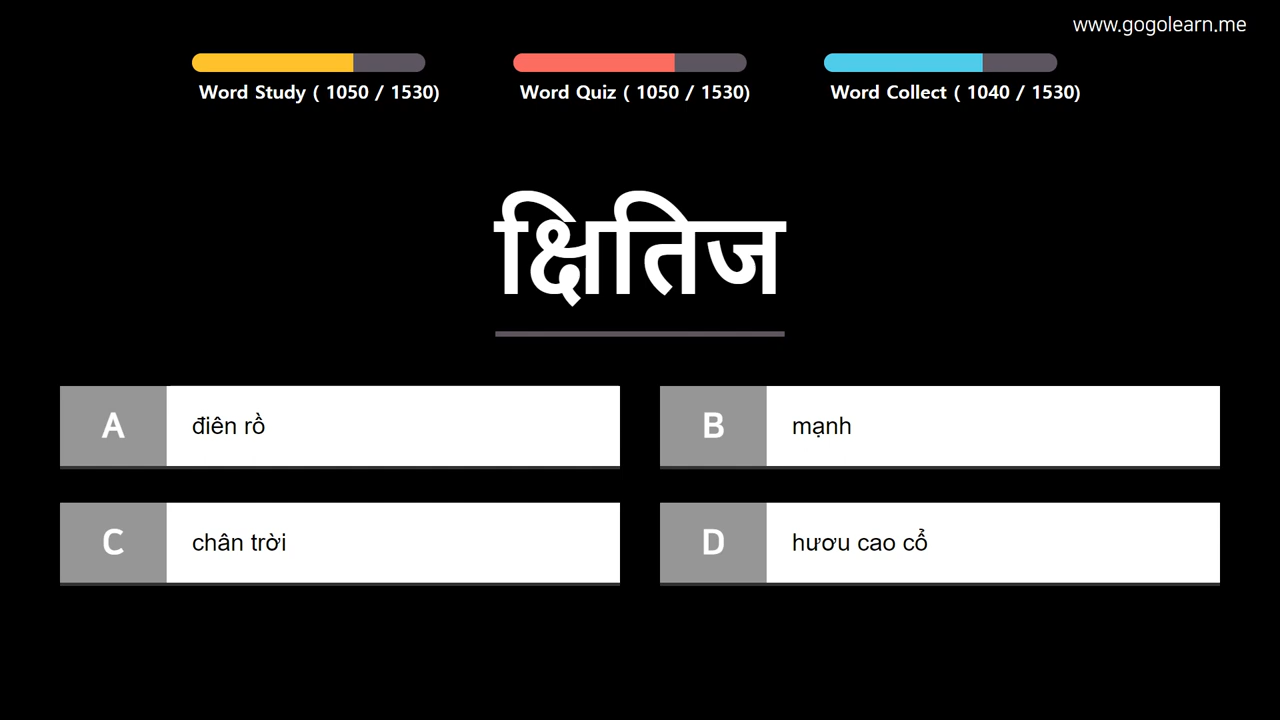 www.gogolearn.me
Word Study ( 1050 / 1530)
Word Quiz ( 1050 / 1530)
Word Collect ( 1040 / 1530)
क्षितिज
A điên rồ
B mạnh
C chân trời
D hươu cao cổ